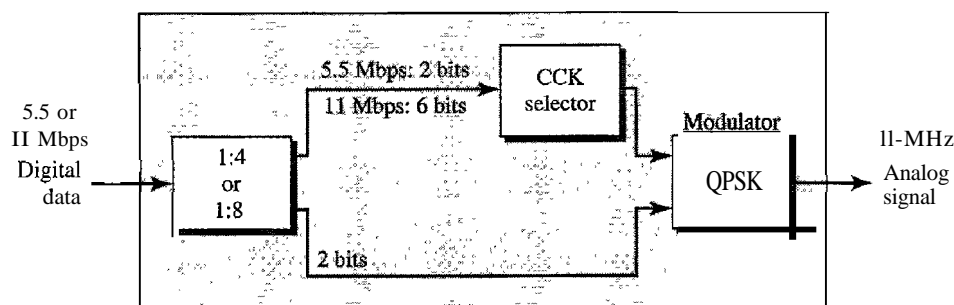 5.5 or
II Mbps
Digital
data
1:4
or
1:8
5.5 Mbps: 2 bits
11 Mbps: 6 bits
CCK
selector
2 bits
Modulator
QPSK
ll-MHz
Analog
signal